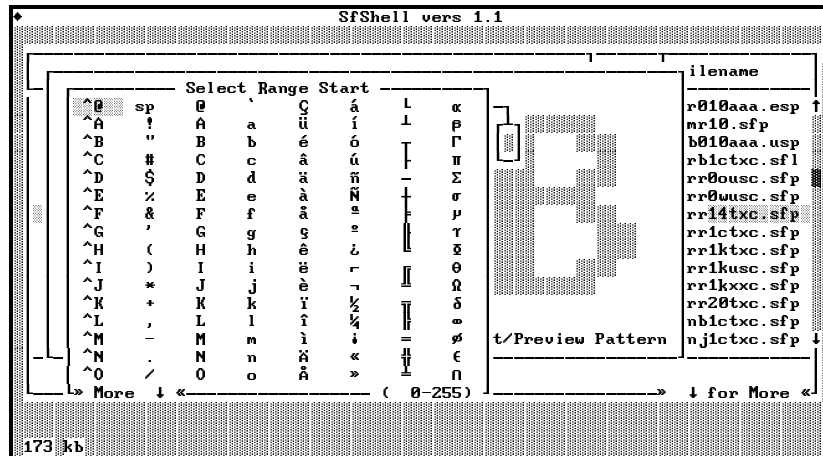 SfShell vers 1.1
ilename
Select Range Start
^@ sp @ ` Ç á └ α r010aaa.esp ↑
^A ! A a ü í ┴ β mr10.sfp
^B " B b é ó ┬ Γ b010aaa.usp
^C # C c â ú ├ π rb1ctxc.sfl
^D $ D d ä ñ ─ Σ rr0ousc.sfp
^E % E e à Ñ ┼ σ rr0wusc.sfp
^F & F f å ª ╞ µ rr14txc.sfp
^G ' G g ç º ╟ τ rr1ctxc.sfp
^H ( H h ê ¿ ╚ Φ rr1ktxc.sfp
^I ) I i ë ⌐ ╔ Θ rr1kusc.sfp
^J * J j è ¬ ╩ Ω rr1kxxc.sfp
^K + K k ï ½ ╦ δ rr20txc.sfp
^L , L l î ¼ ╠ ∞ nb1ctxc.sfp
^M - M m ì ¡ ═ ø t/Preview Pattern nj1ctxc.sfp ↓
^N . N n Ä « ╬ ∈
^O / O o Å » ╧ ∩
» More ↓ « ( 0-255) » ↓ for More «
173 kb